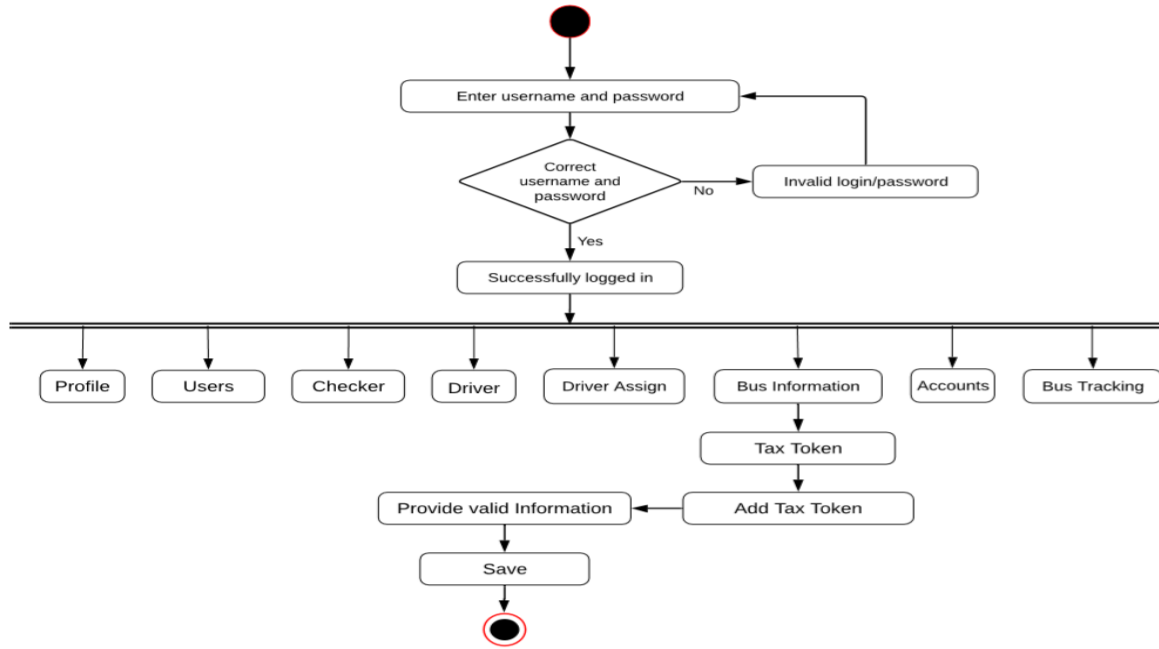 Enter username and password
Correct
username and
password
No
Invalid login/password
Yes
Successfully logged in
Profile
Users
Checker
Driver
Driver Assign
Bus Information
Accounts
Bus Tracking
Tax Token
Provide valid Information
Add Tax Token
Save